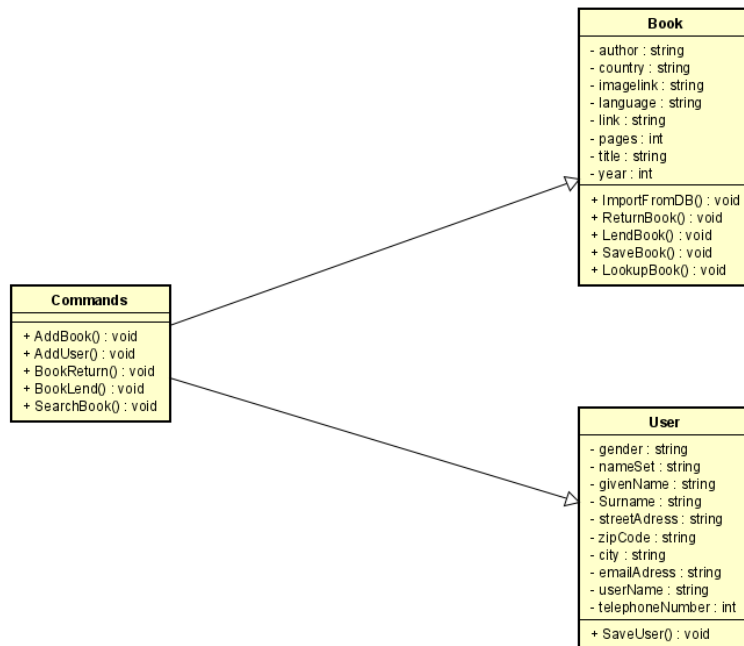 Book
- author : string
- country : string
- imagelink : string
- language : string
- link : string
- pages : int
- title : string
- year : int
+ ImportFromDB() : void
+ ReturnBook() : void
+ LendBook() : void
+ SaveBook() : void
+ LookupBook() : void
Commands
+ AddBook() : void
+ AddUser() : void
+ BookReturn() : void
+ BookLend() : void
+ SearchBook() : void
User
- gender : string
- nameSet : string
- givenName : string
- Surname : string
- streetAdress : string
- zipCode : string
- city : string
- emailAdress : string
- userName : string
- telephoneNumber : int
+ SaveUser() : void